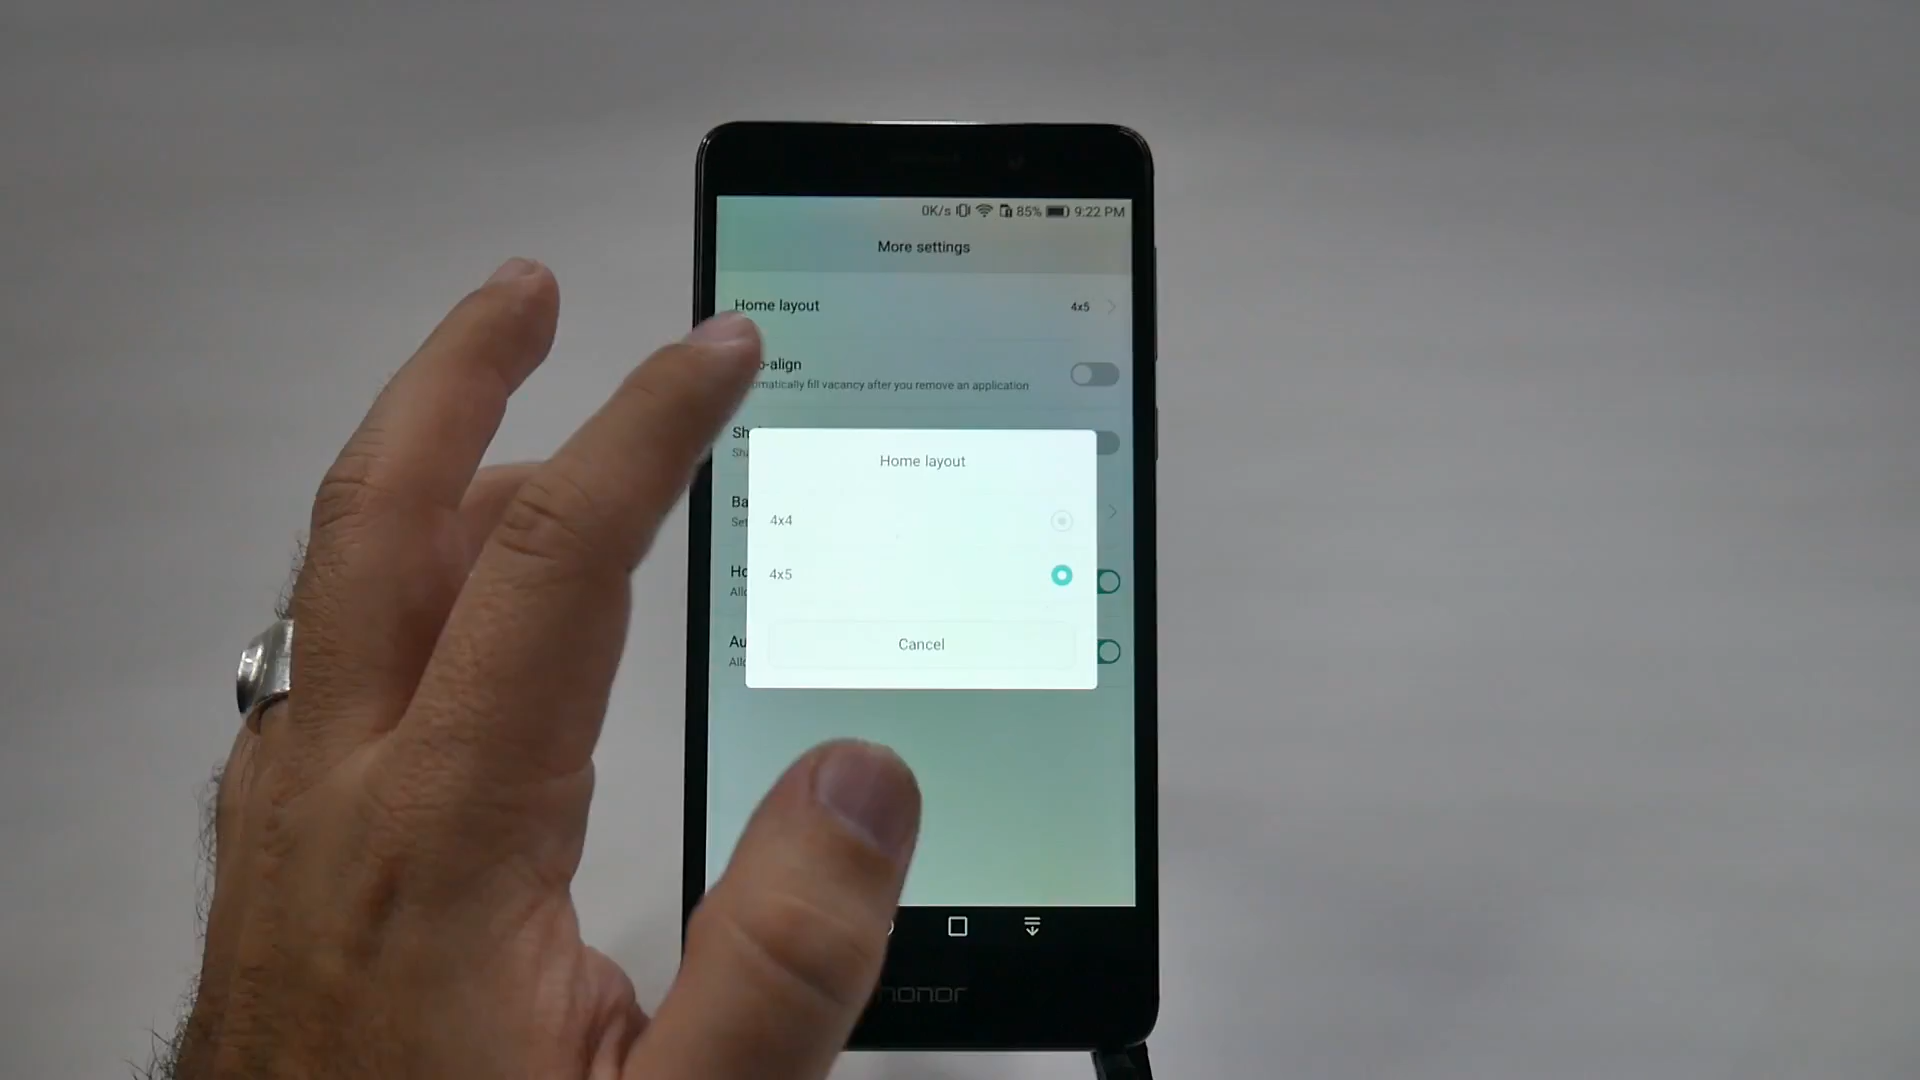 0K/s 85% 9:22 PM
More settings
Home layout 4x5
-align
matically fill vacancy after you remove an application
Home layout
4x4
4x5
Cancel
honor